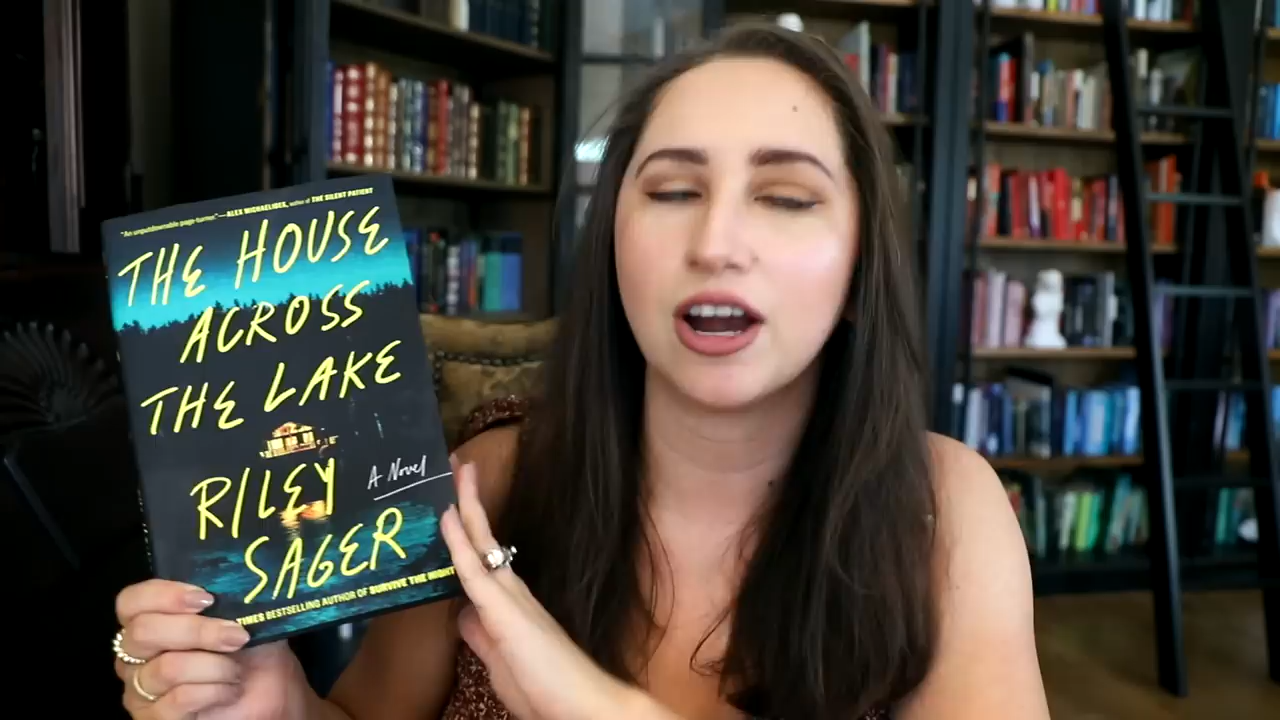 "An unputdownable page-turner."—ALEX MICHAELIDES, author of THE SILENT PATIENT
THE HOUSE
ACROSS
THE LAKE
A Novel
RILEY
SAGER
TIMES BESTSELLING AUTHOR OF SURVIVE THE NIGHT